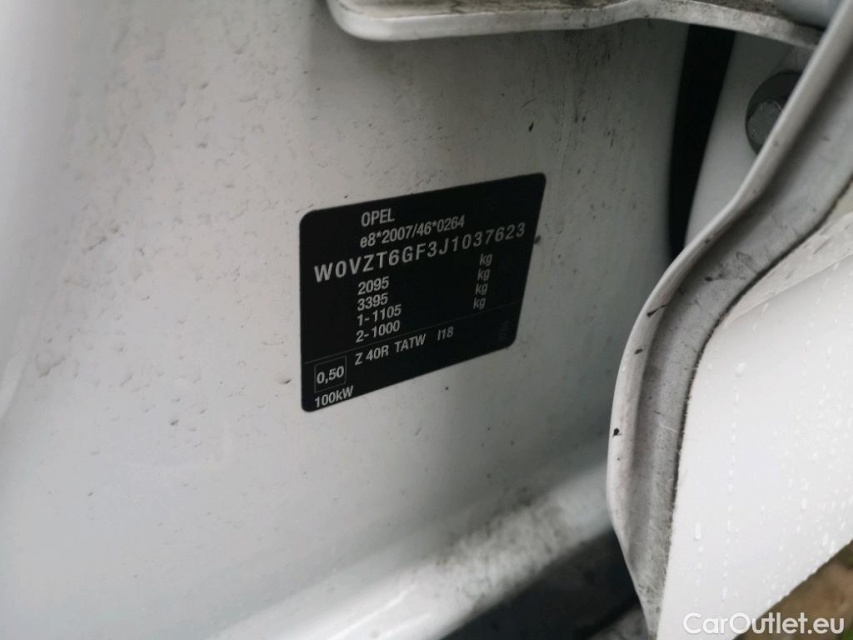 OPEL
e8*2007/46*0264
W0VZT6GF3J1037623
2095 kg
3395 kg
1-1105 kg
2-1000 kg
0,50 Z 40R TATW I18
100kW
CarOutlet.eu